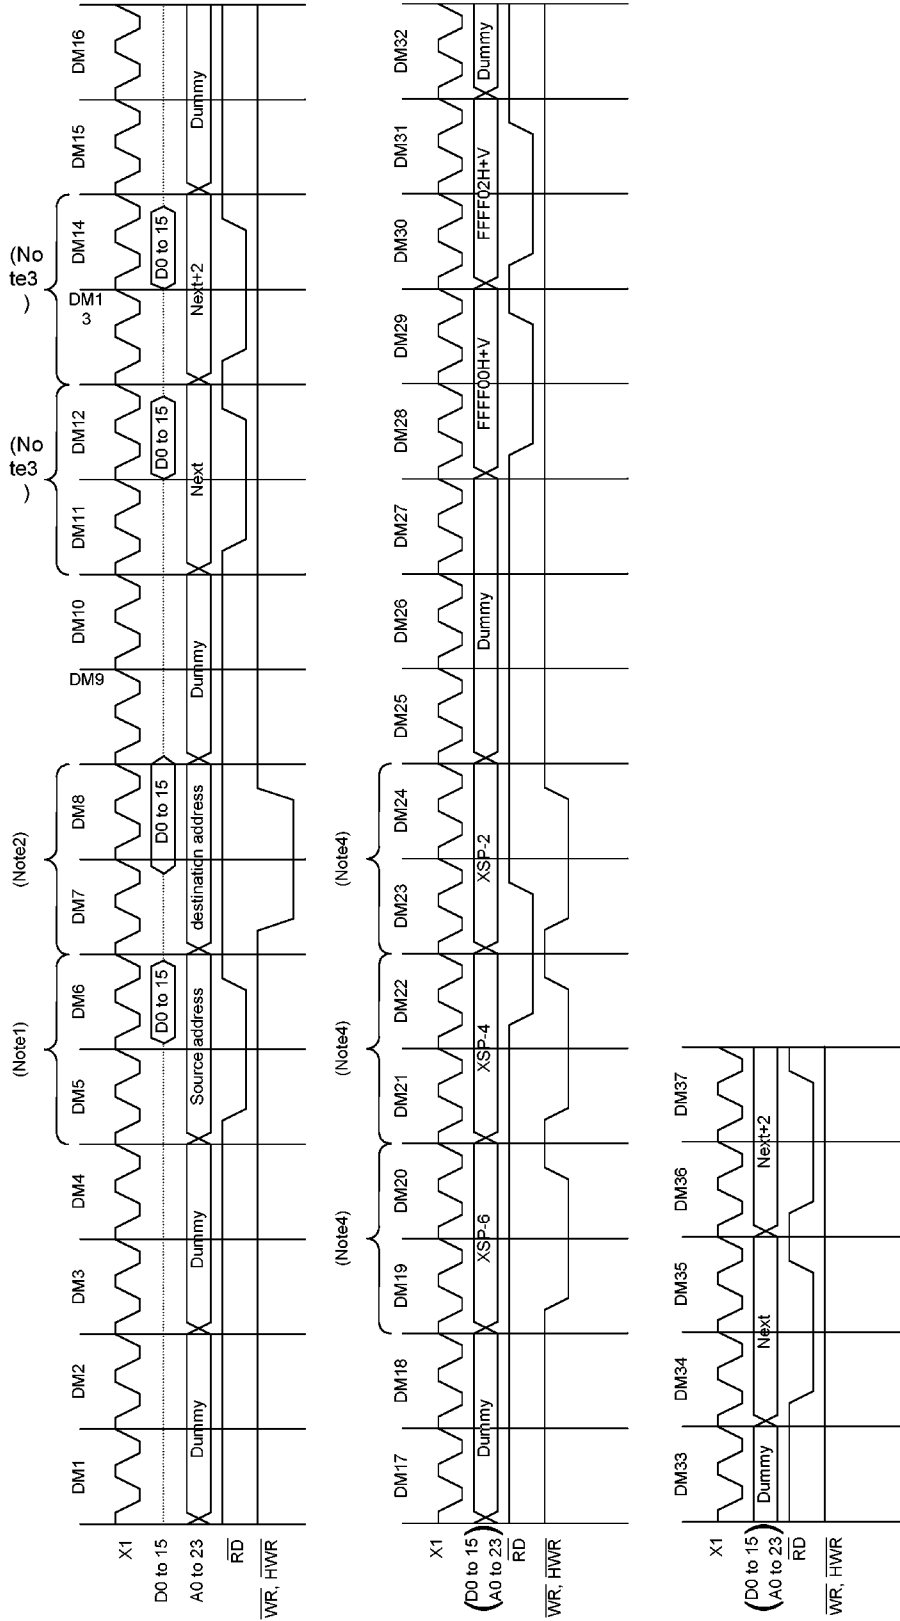 (Note1)
(Note2)
(No
te3
)
(No
te3
)
DM1
DM2
DM3
DM4
DM5
DM6
DM7
DM8
DM9
DM10
DM11
DM12
DM1
3
DM14
DM15
DM16
X1
D0 to 15
D0 to 15
D0 to 15
D0 to 15
D0 to 15
A0 to 23
Dummy
Dummy
Source address
destination address
Dummy
Next
Next+2
Dummy
RD
WR, HWR
(Note4)
(Note4)
(Note4)
DM17
DM18
DM19
DM20
DM21
DM22
DM23
DM24
DM25
DM26
DM27
DM28
DM29
DM30
DM31
DM32
X1
(D0 to 15)
A0 to 23
Dummy
XSP-6
XSP-4
XSP-2
Dummy
FFFF00H+V
FFFF02H+V
Dummy
RD
WR, HWR
DM33
DM34
DM35
DM36
DM37
X1
(D0 to 15)
A0 to 23
Dummy
Next
Next+2
RD
WR, HWR